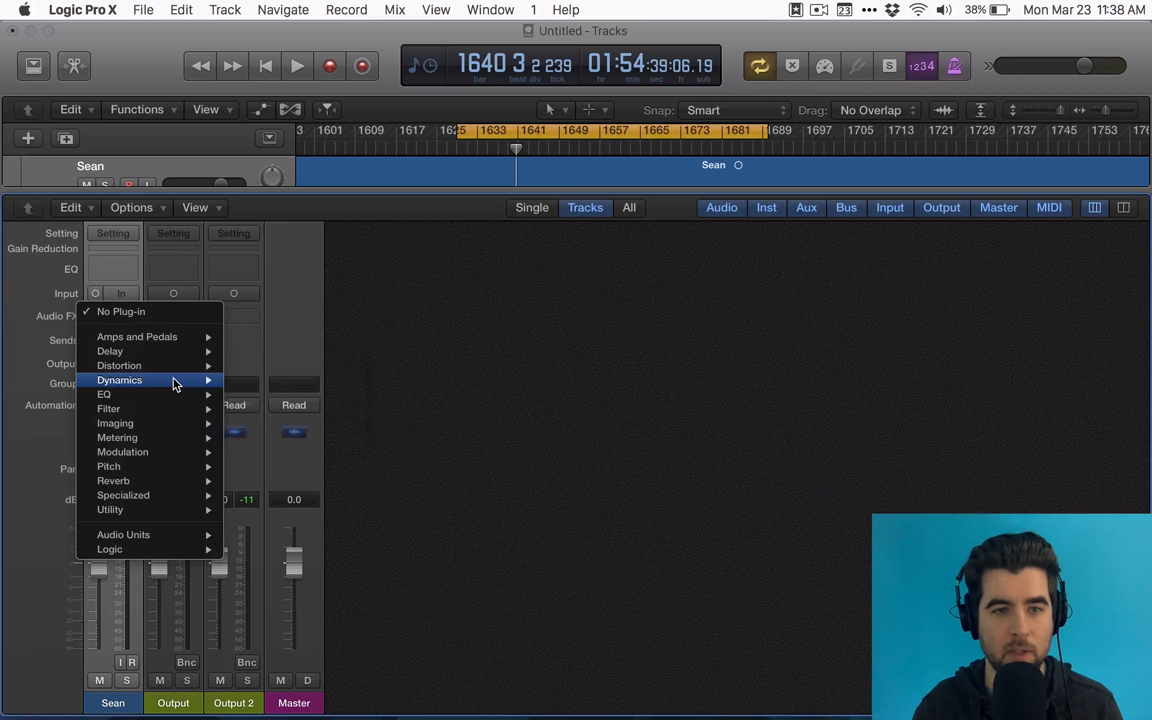 Logic Pro X File Edit Track Navigate Record Mix View Window 1 Help 23 38% Mon Mar 23 11:38 AM
Untitled - Tracks
1640 3 2 239 01:54:39:06.19
bar beat div tick hr min sec fr sub
S 1234
Edit Functions View Snap: Smart Drag: No Overlap
1601 1609 1617 1633 1641 1649 1657 1665 1673 1681 1689 1697 1705 1713 1721 1729 1737 1745 1753
Sean Sean
M S R I
Edit Options View Single Tracks All Audio Inst Aux Bus Input Output Master MIDI
Setting Setting Setting Setting
Gain Reduction
EQ
Input In
No Plug-in
Audio FX
Amps and Pedals
Sends
Delay
Output
Distortion
Dynamics
Group
EQ
Automation Read Read
Filter
Imaging
Metering
Modulation
Pitch
Pan
Reverb
Specialized
dB -11 0.0
Utility
Audio Units
Logic
I R Bnc Bnc
M S M S M S M D
Sean Output Output 2 Master